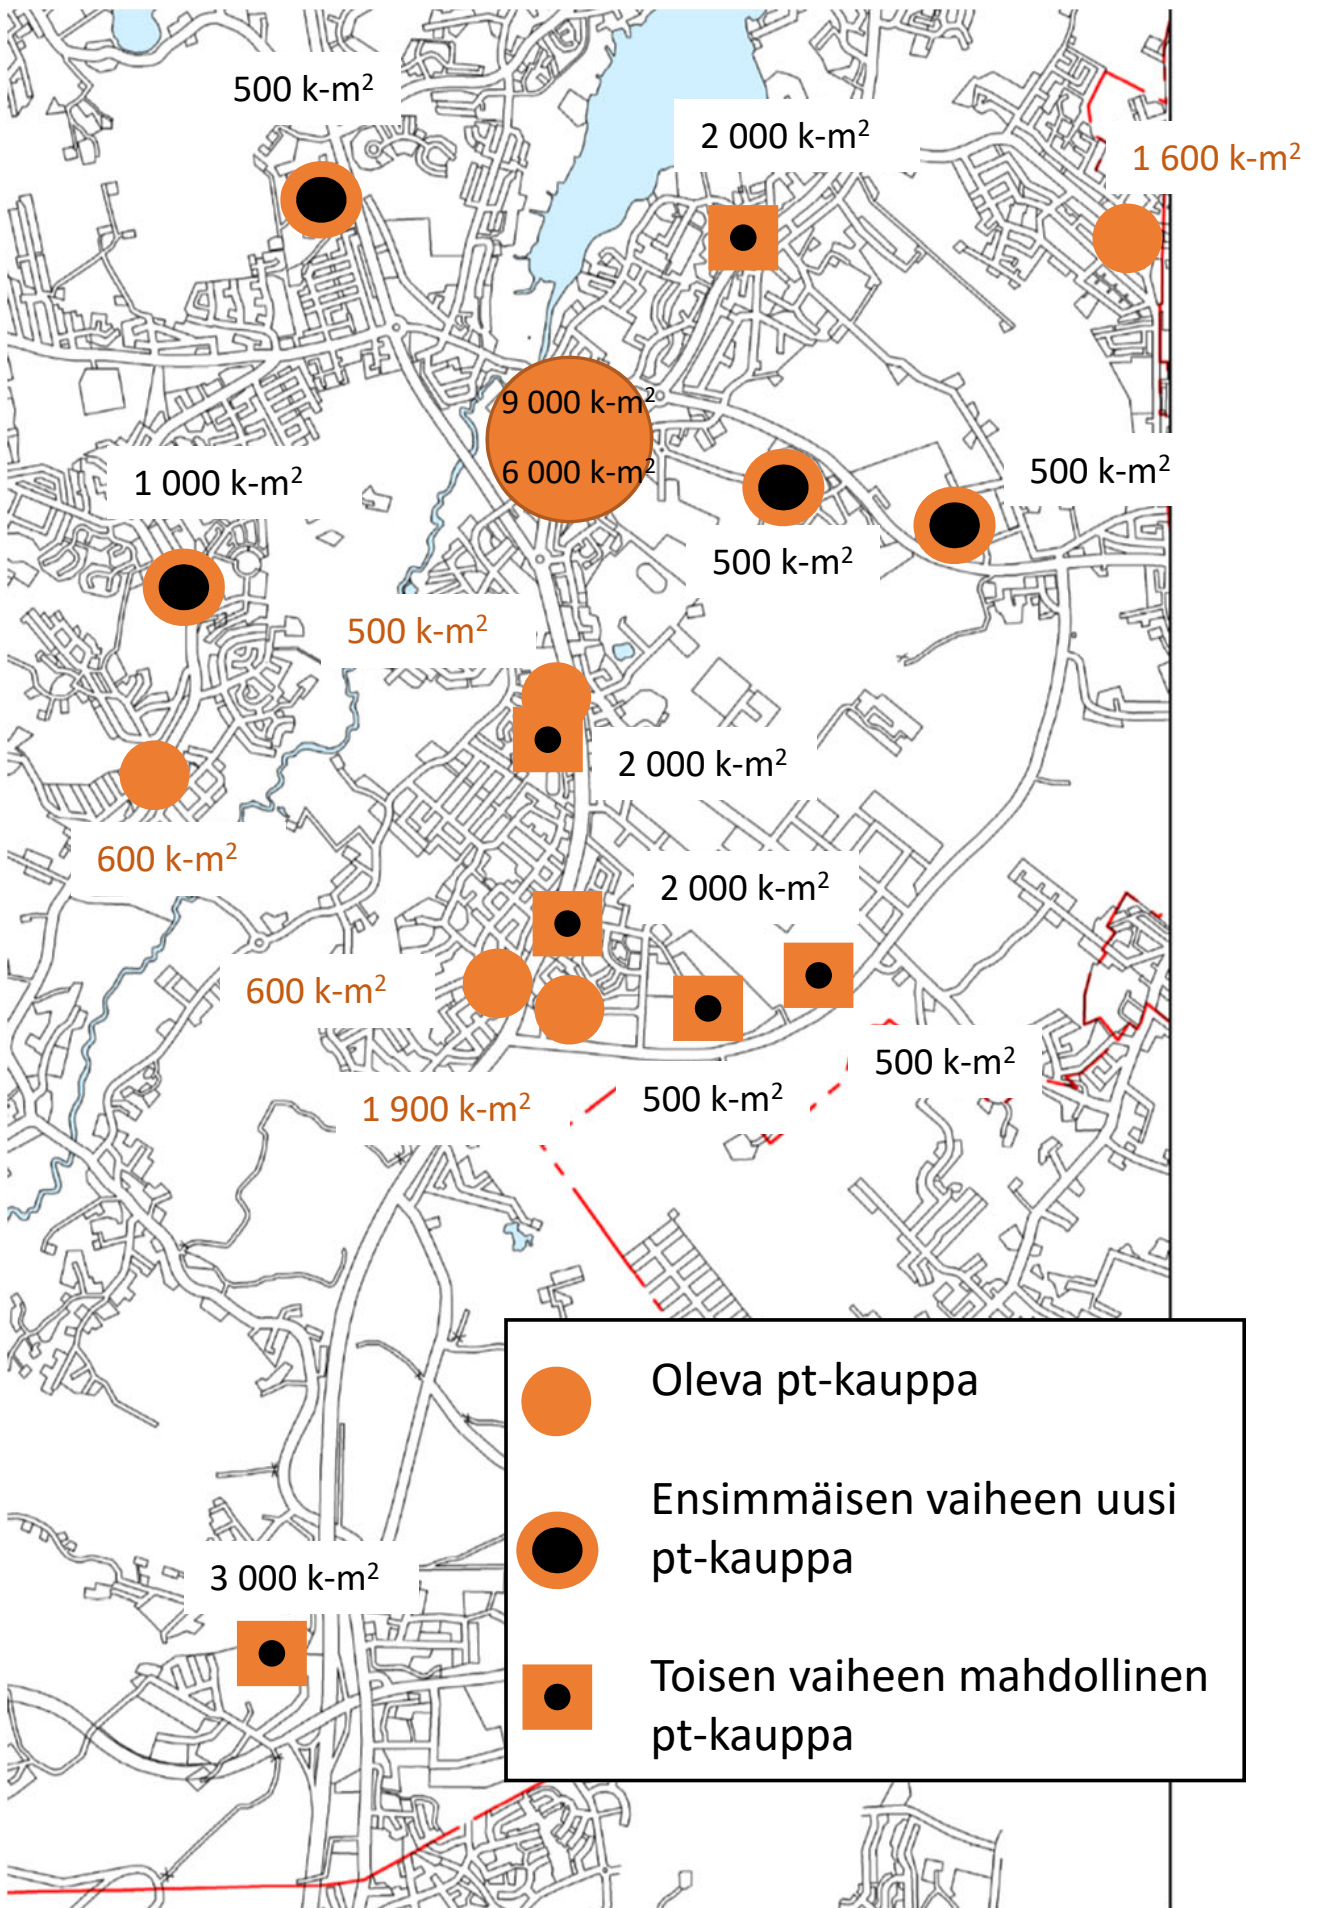 500 k-m²
2 000 k-m²
1 600 k-m²
9 000 k-m²
6 000 k-m²
1 000 k-m²
500 k-m²
500 k-m²
500 k-m²
2 000 k-m²
600 k-m²
2 000 k-m²
600 k-m²
500 k-m²
500 k-m²
1 900 k-m²
3 000 k-m²
Oleva pt-kauppa
Ensimmäisen vaiheen uusi
pt-kauppa
Toisen vaiheen mahdollinen
pt-kauppa